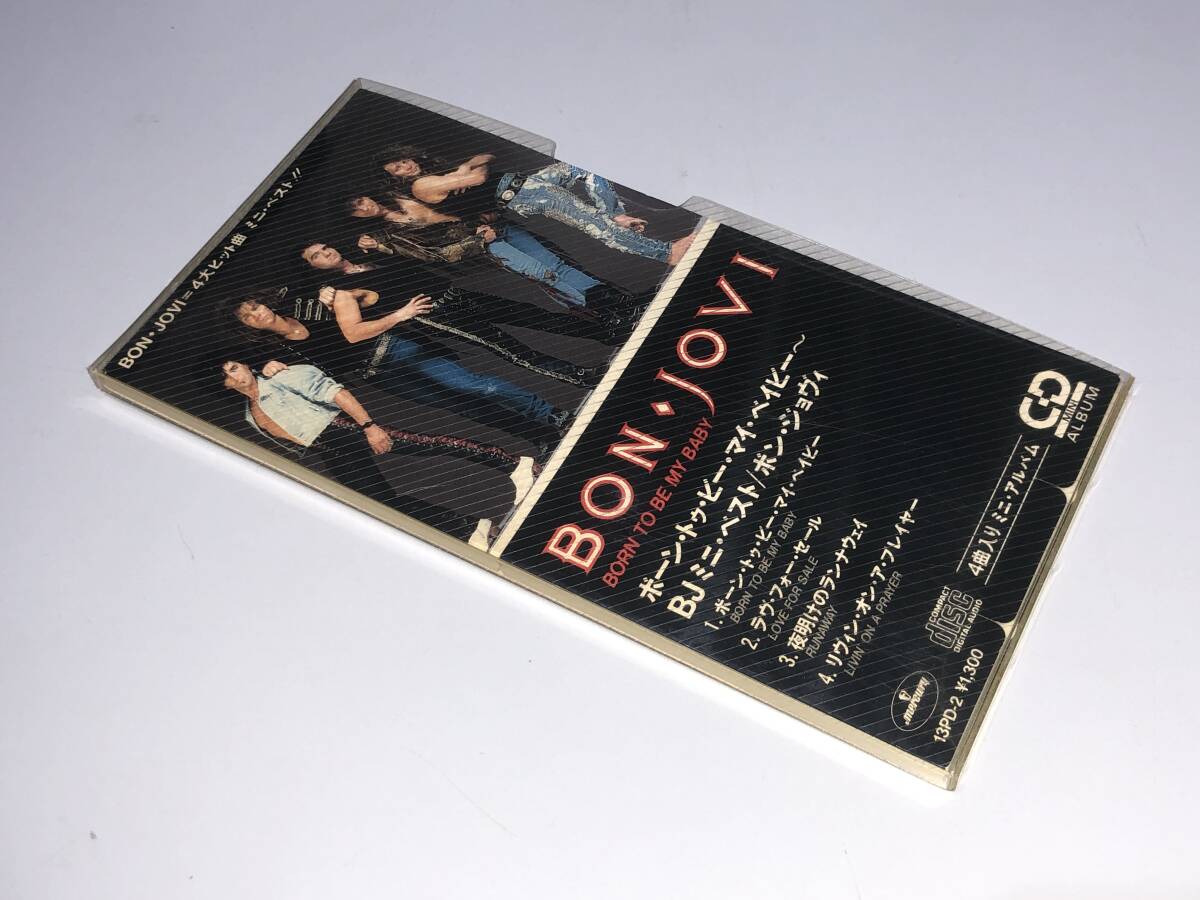 BON・JOVI=4大ヒット曲 ミニ・ベスト!!
BON・JOVI
BORN TO BE MY BABY
ボーン・トゥ・ビー・マイ・ベイビー〜
BJミニ・ベスト/ボン・ジョヴィ
1. ボーン・トゥ・ビー・マイ・ベイビー
BORN TO BE MY BABY
2. ラヴ・フォー・セール
LOVE FOR SALE
3. 夜明けのランナウェイ
RUNAWAY
4. リヴィン・オン・ア・プレイヤー
LIVIN' ON A PRAYER
CD
MINI
ALBUM
4曲入り ミニ・アルバム
COMPACT
disc
DIGITAL AUDIO
mercury
13PD-2 ¥1,300